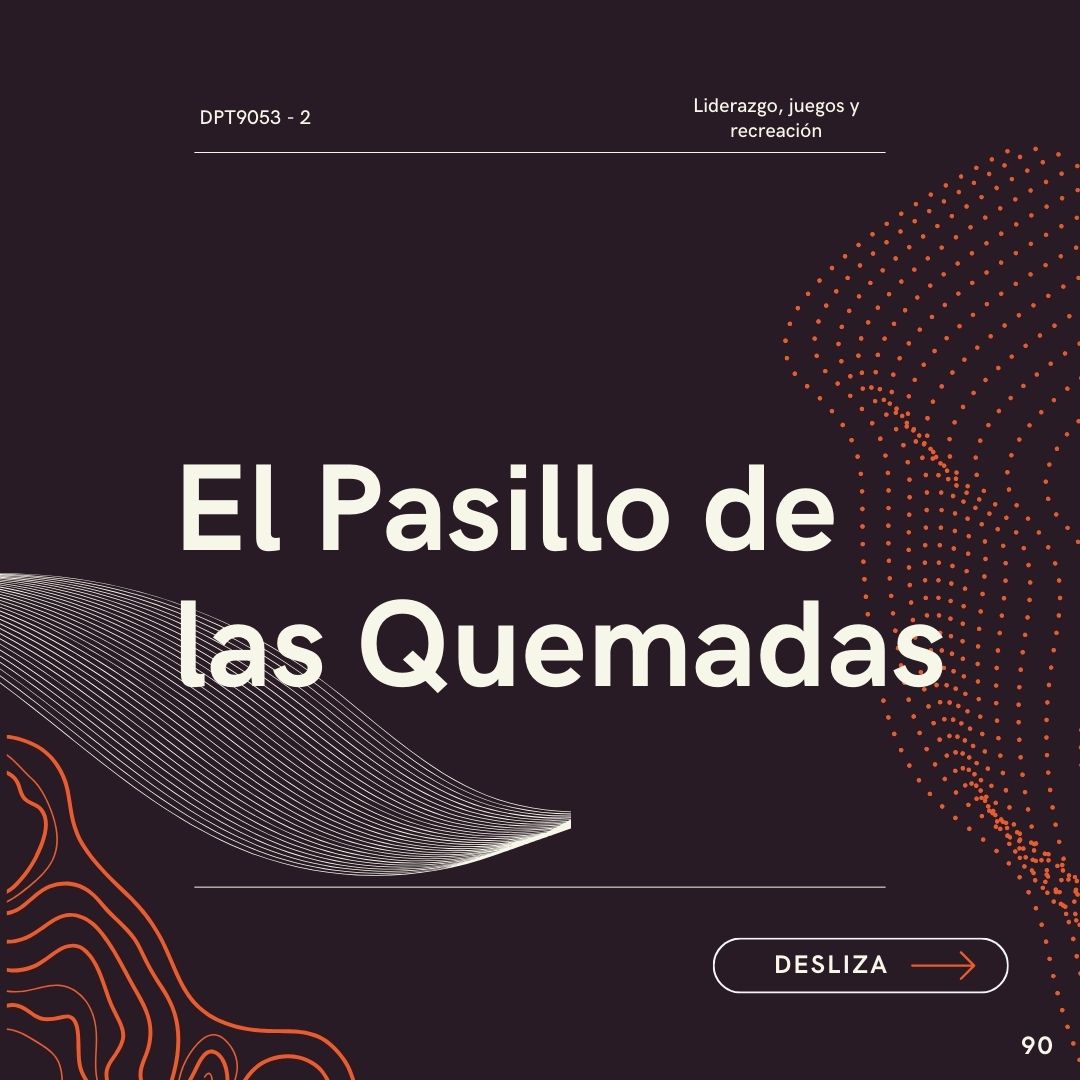 DPT9053 - 2
Liderazgo, juegos y
recreación
El Pasillo de
las Quemadas
DESLIZA
90